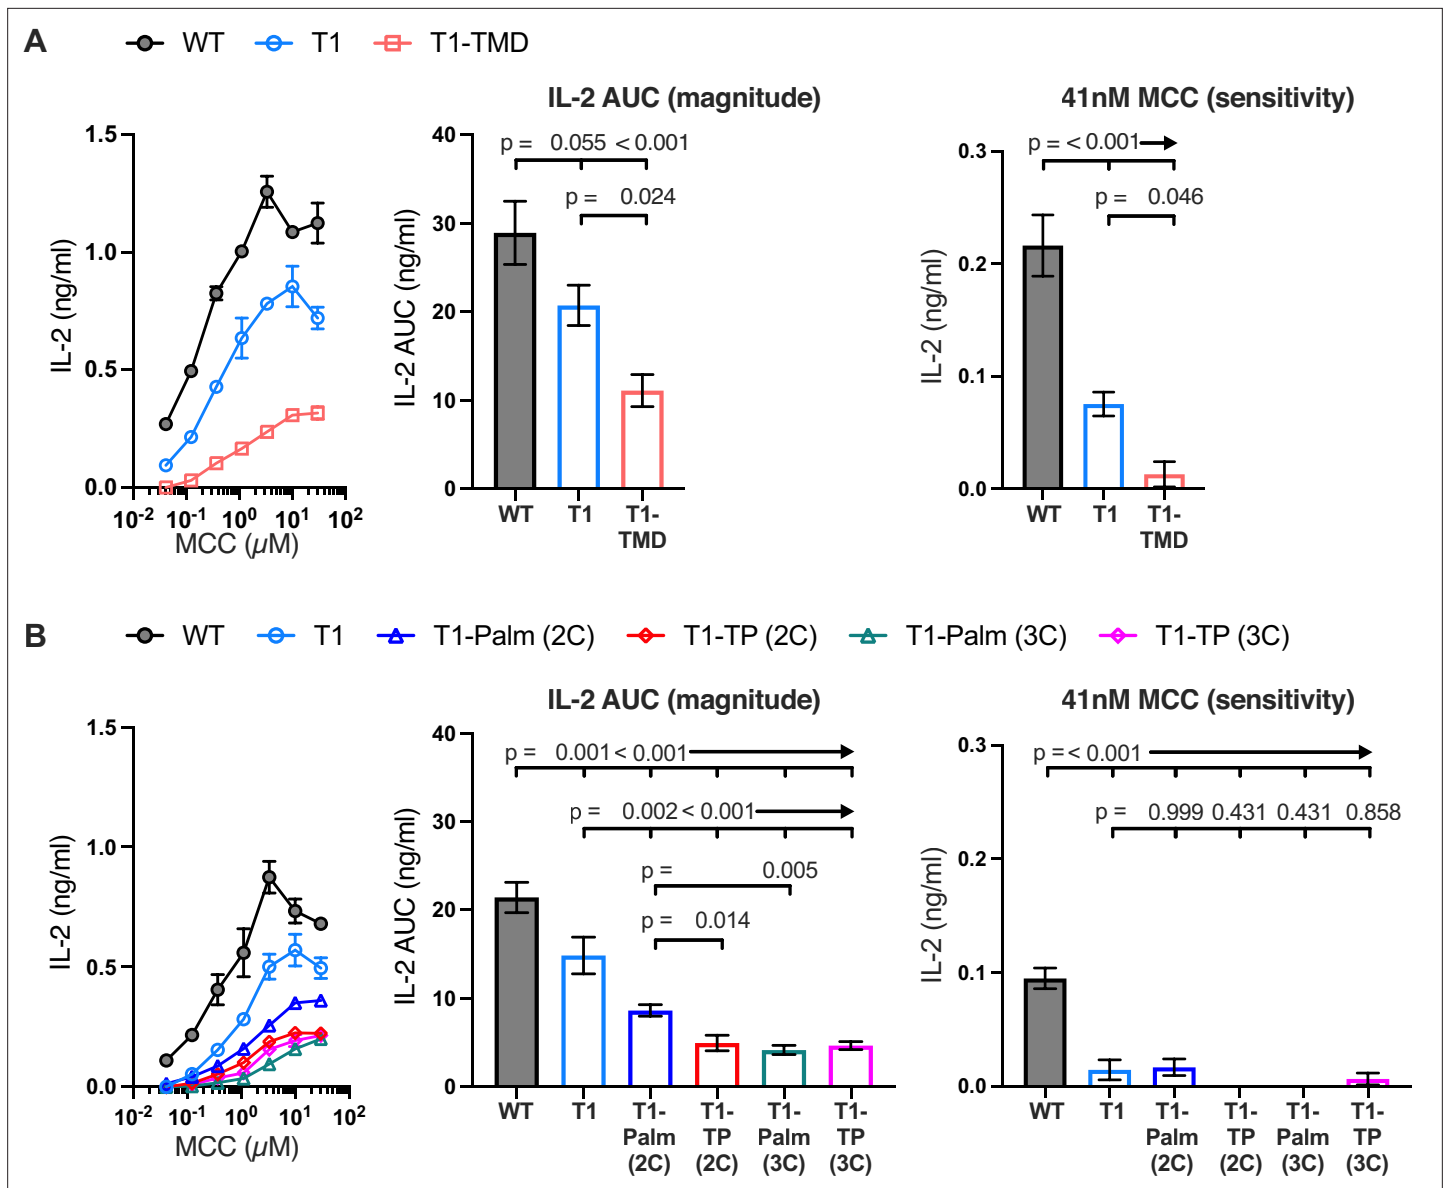 A
WT T1 T1-TMD
IL-2 AUC (magnitude)
41nM MCC (sensitivity)
IL-2 (ng/ml)
1.5
1.0
0.5
0.0
10-2 10-1 100 101 102
MCC (µM)
IL-2 AUC (ng/ml)
40
30
20
10
0
p = 0.055 < 0.001
p = 0.024
WT T1 T1-
TMD
IL-2 (ng/ml)
0.3
0.2
0.1
0.0
p = < 0.001
p = 0.046
WT T1 T1-
TMD
B
WT T1 T1-Palm (2C) T1-TP (2C) T1-Palm (3C) T1-TP (3C)
IL-2 AUC (magnitude)
41nM MCC (sensitivity)
IL-2 (ng/ml)
1.5
1.0
0.5
0.0
10-2 10-1 100 101 102
MCC (µM)
IL-2 AUC (ng/ml)
40
30
20
10
0
p = 0.001 < 0.001
p = 0.002 < 0.001
p = 0.005
p = 0.014
WT T1 T1- T1- T1- T1-
Palm TP Palm TP
(2C) (2C) (3C) (3C)
IL-2 (ng/ml)
0.3
0.2
0.1
0.0
p = < 0.001
p = 0.999 0.431 0.431 0.858
WT T1 T1- T1- T1- T1-
Palm TP Palm TP
(2C) (2C) (3C) (3C)